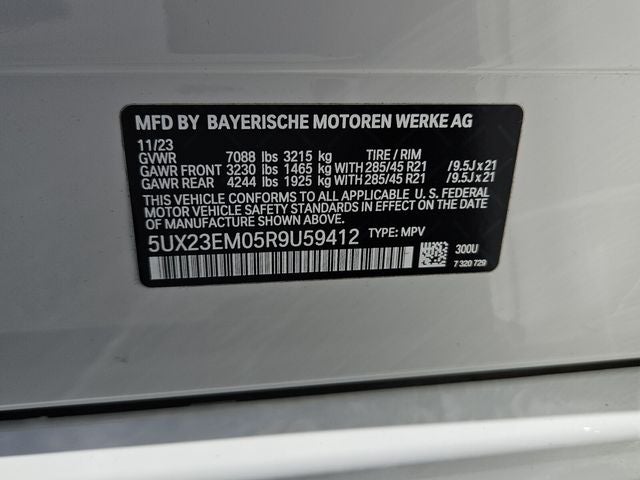 MFD BY BAYERISCHE MOTOREN WERKE AG
11/23
GVWR 7088 lbs 3215 kg TIRE / RIM
GAWR FRONT 3230 lbs 1465 kg WITH 285/45 R21 /9.5J x 21
GAWR REAR 4244 lbs 1925 kg WITH 285/45 R21 /9.5J x 21
THIS VEHICLE CONFORMS TO ALL APPLICABLE U. S. FEDERAL
MOTOR VEHICLE SAFETY STANDARDS IN EFFECT ON THE DATE
OF MANUFACTURE SHOWN ABOVE.
5UX23EM05R9U59412 TYPE: MPV
300U
7 320 729